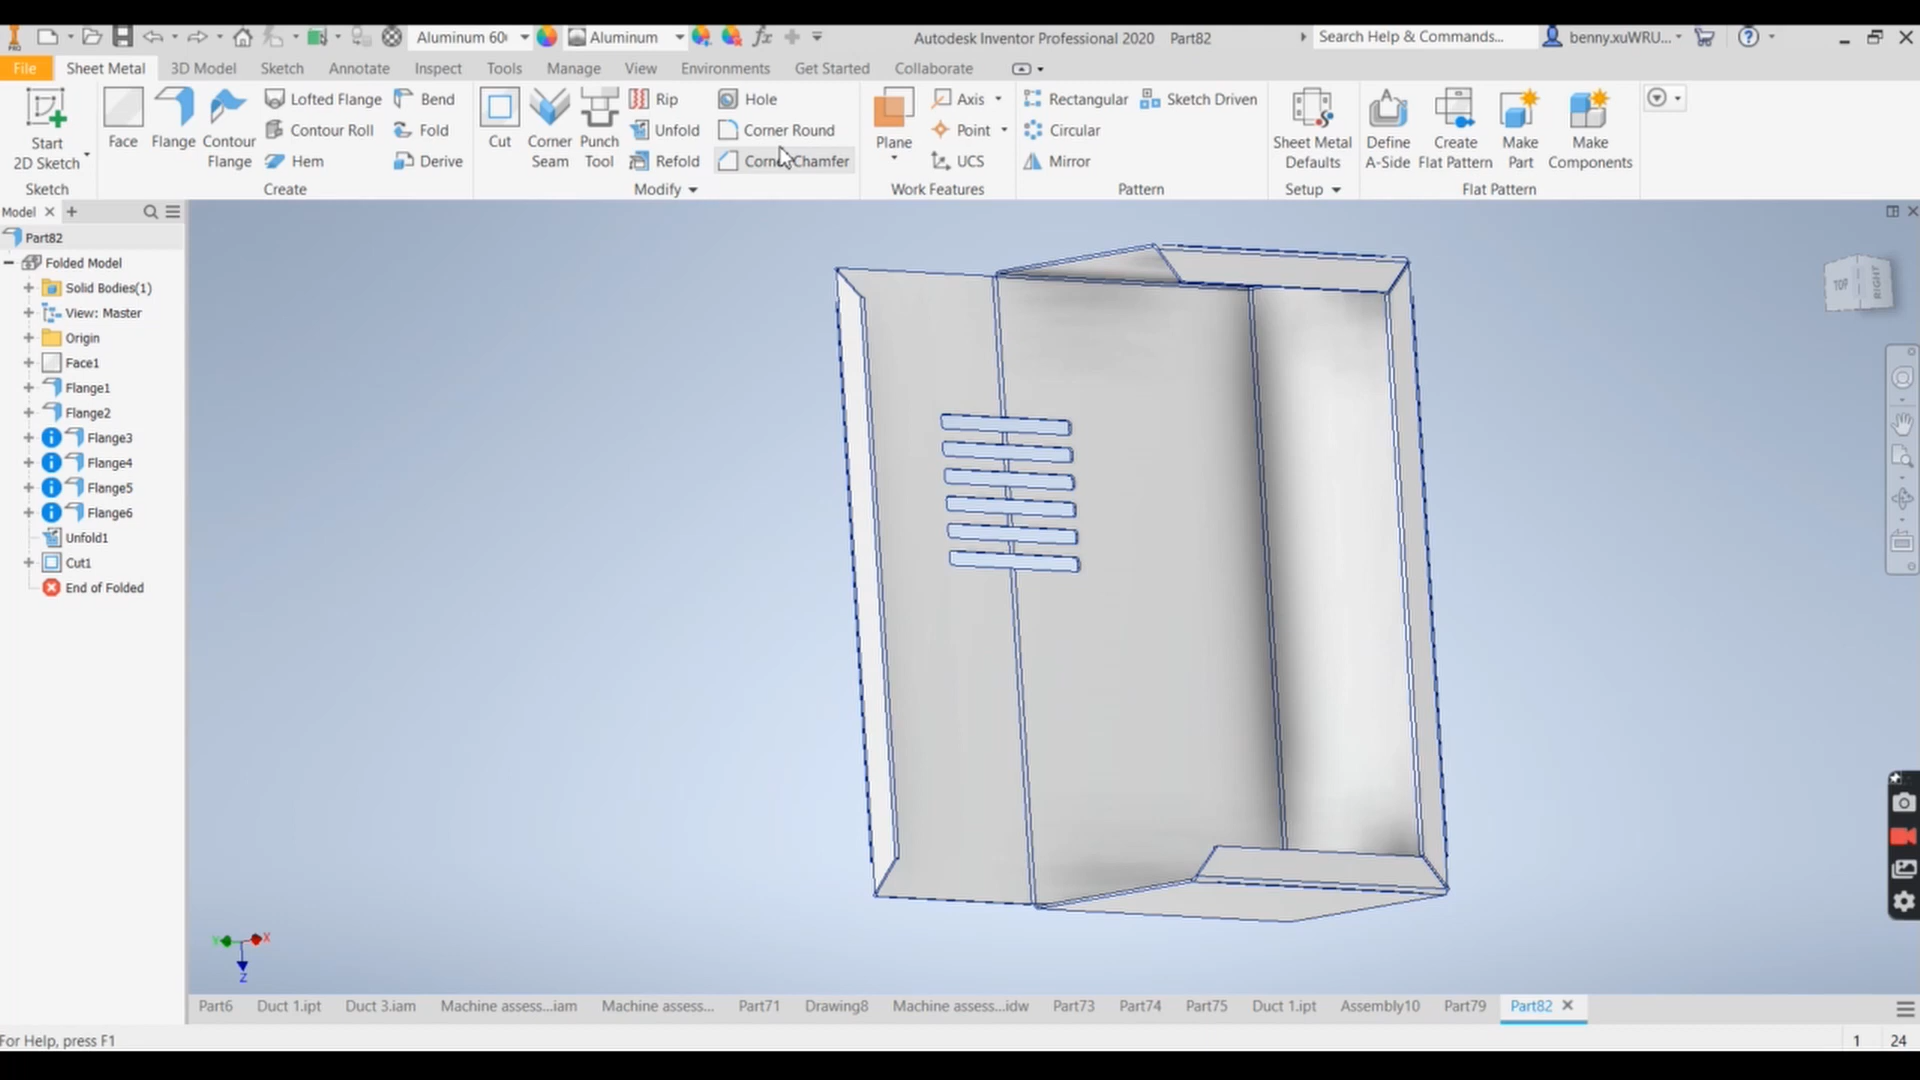 Aluminum 60
Aluminum
fx
Autodesk Inventor Professional 2020 Part82
Search Help & Commands...
benny.xuWRU...
PRO
File Sheet Metal 3D Model Sketch Annotate Inspect Tools Manage View Environments Get Started Collaborate
Start
2D Sketch
Sketch
Face
Flange
Contour
Flange
Lofted Flange
Contour Roll
Hem
Bend
Fold
Derive
Create
Cut
Corner
Seam
Punch
Tool
Rip
Unfold
Refold
Hole
Corner Round
Corner Chamfer
Modify
Plane
Axis
Point
UCS
Work Features
Rectangular
Circular
Mirror
Sketch Driven
Pattern
Sheet Metal
Defaults
Setup
Define
A-Side
Create
Flat Pattern
Make
Part
Make
Components
Flat Pattern
Model
Part82
Folded Model
Solid Bodies(1)
View: Master
Origin
Face1
Flange1
Flange2
Flange3
Flange4
Flange5
Flange6
Unfold1
Cut1
End of Folded
TOP
RIGHT
Y
X
Z
Part6 Duct 1.ipt Duct 3.iam Machine assess...iam Machine assess... Part71 Drawing8 Machine assess...idw Part73 Part74 Part75 Duct 1.ipt Assembly10 Part79 Part82
For Help, press F1
1 24